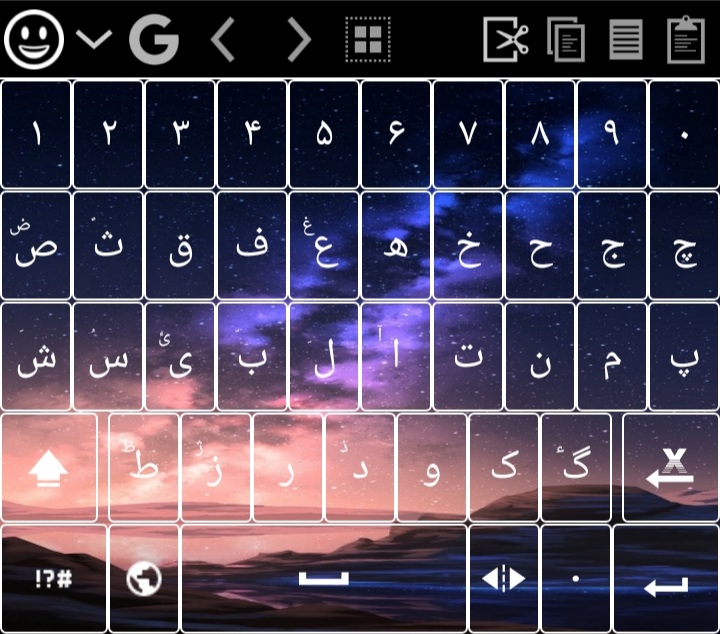 G
۱ ۲ ۳ ۴ ۵ ۶ ۷ ۸ ۹ ۰
ض ص ث ق ف غ ع ه خ ح ج چ
ش س ئ ی ب ل آ ا ت ن م پ
ظ ط ژ ز ر د و ک گ X
!?# .